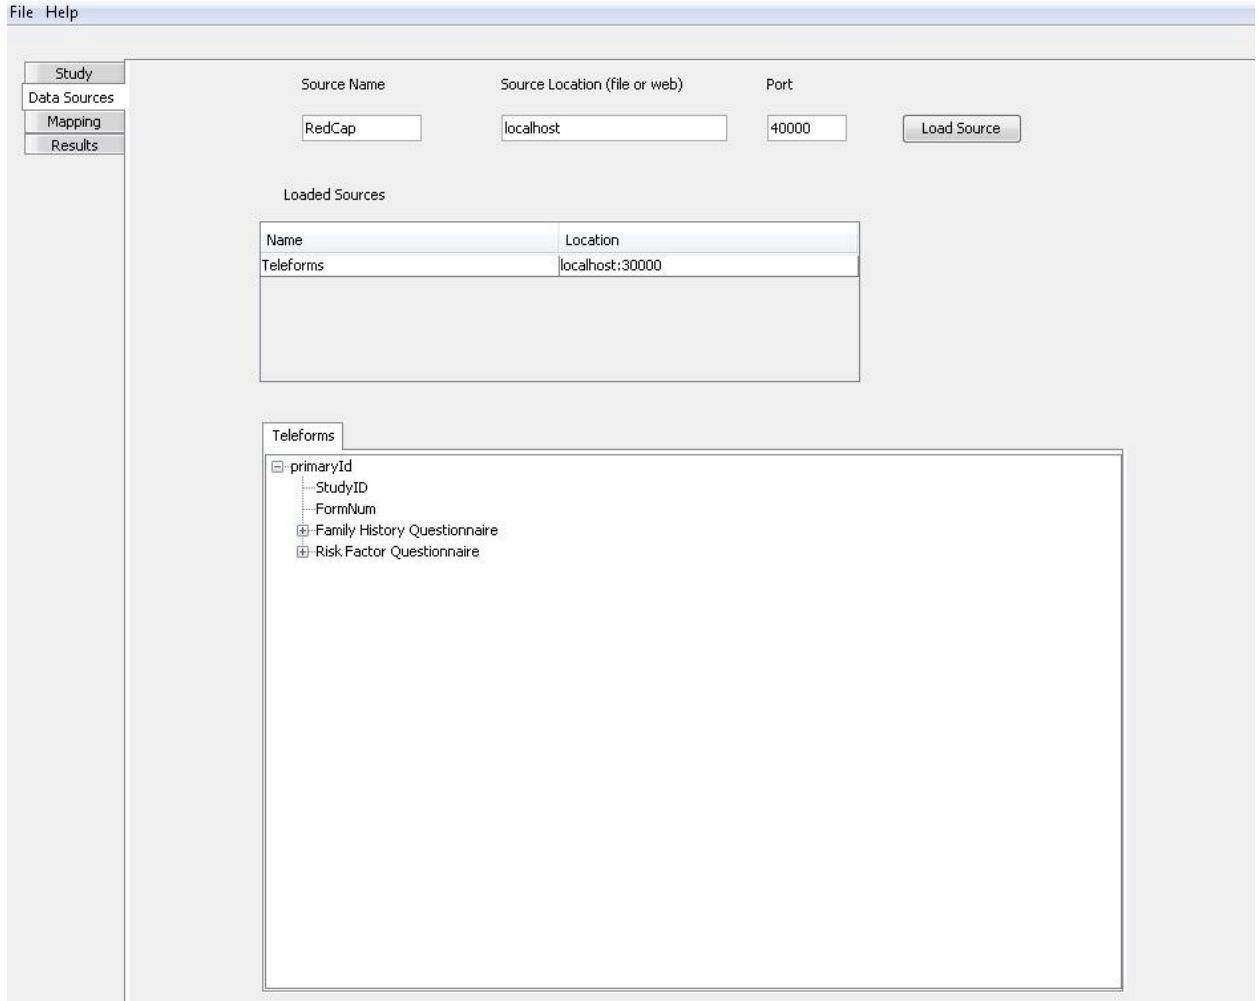 File Help
Study
Data Sources
Mapping
Results
Source Name Source Location (file or web) Port
RedCap localhost 40000 Load Source
Loaded Sources
Name Location
Teleforms localhost:30000
Teleforms
primaryId
StudyID
FormNum
Family History Questionnaire
Risk Factor Questionnaire